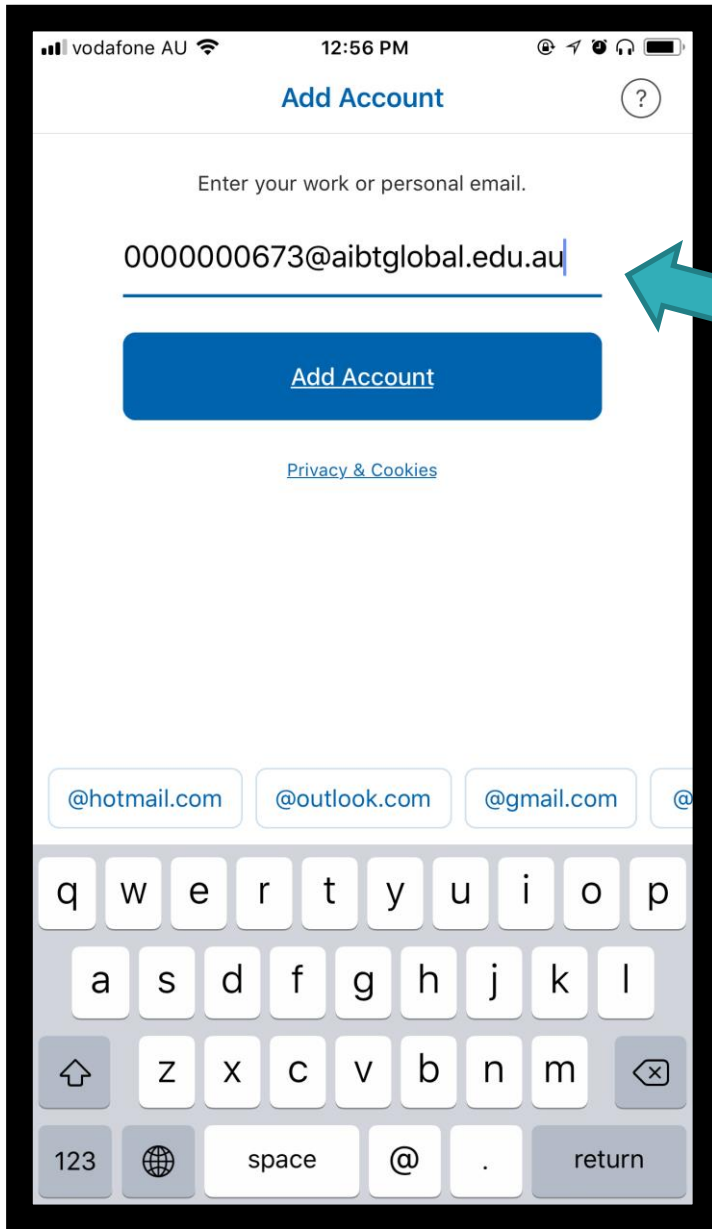 vodafone AU 12:56 PM
Add Account ?
Enter your work or personal email.
0000000673@aibtglobal.edu.au
Add Account
Privacy & Cookies
@hotmail.com @outlook.com @gmail.com @
q w e r t y u i o p
a s d f g h j k l
z x c v b n m
123 space @ . return